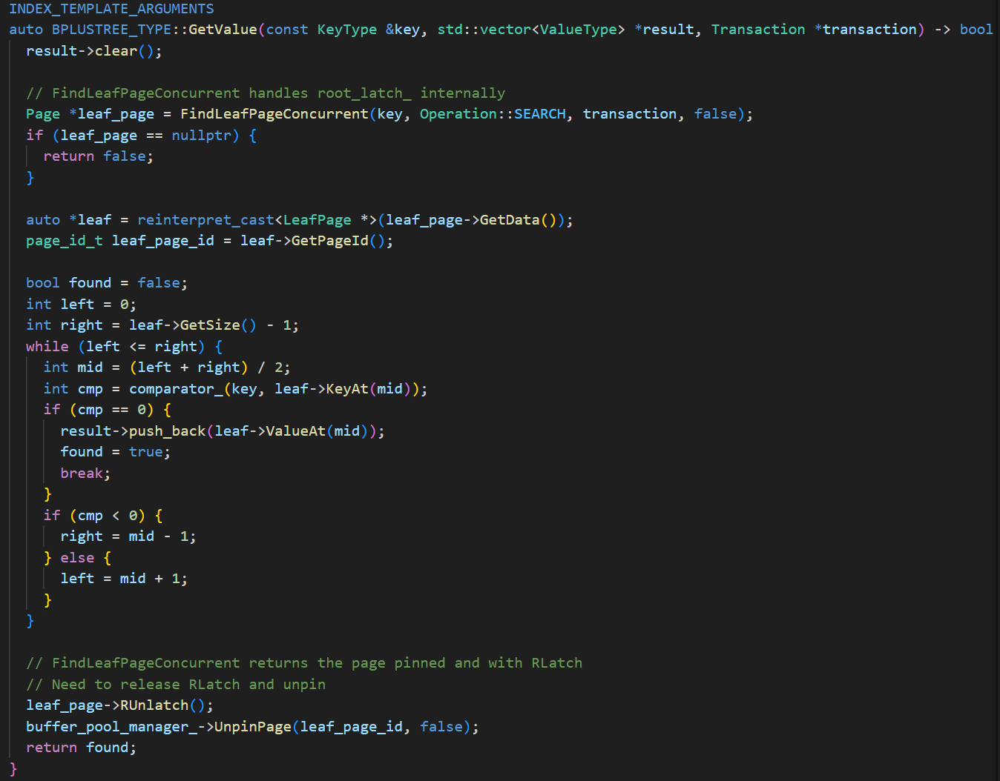 INDEX_TEMPLATE_ARGUMENTS
auto BPLUSTREE_TYPE::GetValue(const KeyType &key, std::vector<ValueType> *result, Transaction *transaction) -> bool
  result->clear();

  // FindLeafPageConcurrent handles root_latch_ internally
  Page *leaf_page = FindLeafPageConcurrent(key, Operation::SEARCH, transaction, false);
  if (leaf_page == nullptr) {
    return false;
  }

  auto *leaf = reinterpret_cast<LeafPage *>(leaf_page->GetData());
  page_id_t leaf_page_id = leaf->GetPageId();

  bool found = false;
  int left = 0;
  int right = leaf->GetSize() - 1;
  while (left <= right) {
    int mid = (left + right) / 2;
    int cmp = comparator_(key, leaf->KeyAt(mid));
    if (cmp == 0) {
      result->push_back(leaf->ValueAt(mid));
      found = true;
      break;
    }
    if (cmp < 0) {
      right = mid - 1;
    } else {
      left = mid + 1;
    }
  }

  // FindLeafPageConcurrent returns the page pinned and with RLatch
  // Need to release RLatch and unpin
  leaf_page->RUnlatch();
  buffer_pool_manager_->UnpinPage(leaf_page_id, false);
  return found;
}